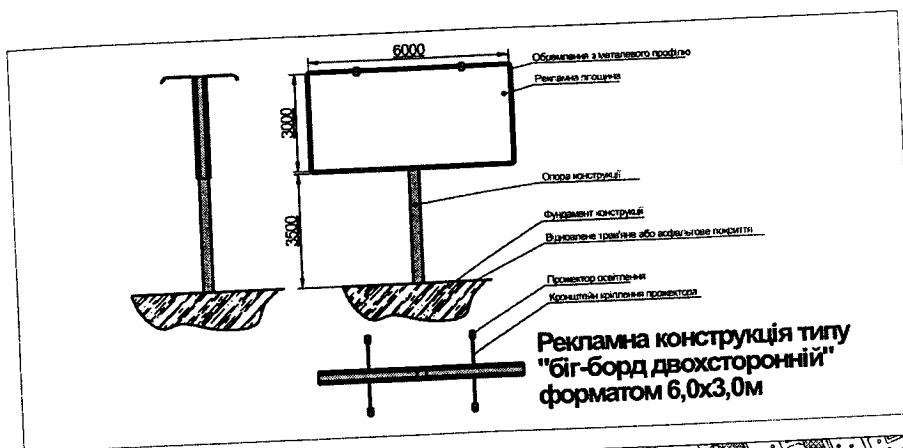 6000
Обрамлення з металевого профілю
Рекламна площина
3000
Опора конструкції
3500
Фундамент конструкції
Відновлене трав'яне або асфальтове покриття
Прожектор освітлення
Кронштейн кріплення прожектора
Рекламна конструкція типу
"біг-борд двохсторонній"
форматом 6,0х3,0м